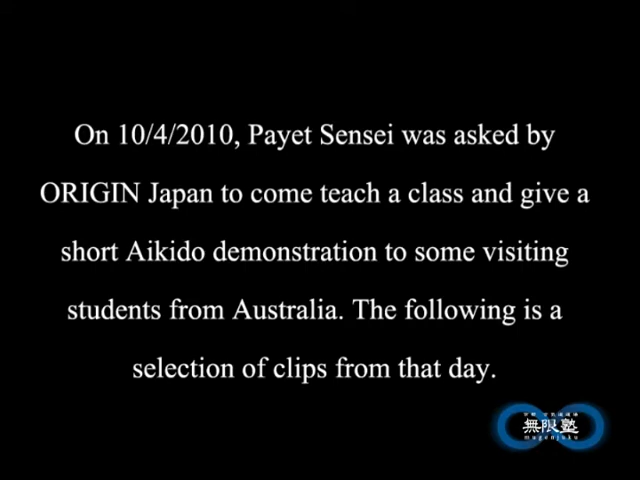 On 10/4/2010, Payet Sensei was asked by
ORIGIN Japan to come teach a class and give a
short Aikido demonstration to some visiting
students from Australia. The following is a
selection of clips from that day.
無限塾
mugenjuku